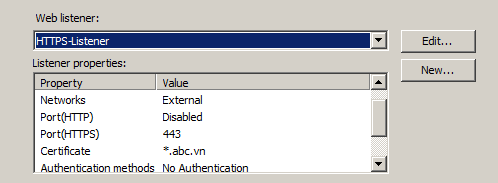 Web listener:
HTTPS-Listener
Edit...
Listener properties:
New...
Property Value
Networks External
Port(HTTP) Disabled
Port(HTTPS) 443
Certificate *.abc.vn
Authentication methods No Authentication